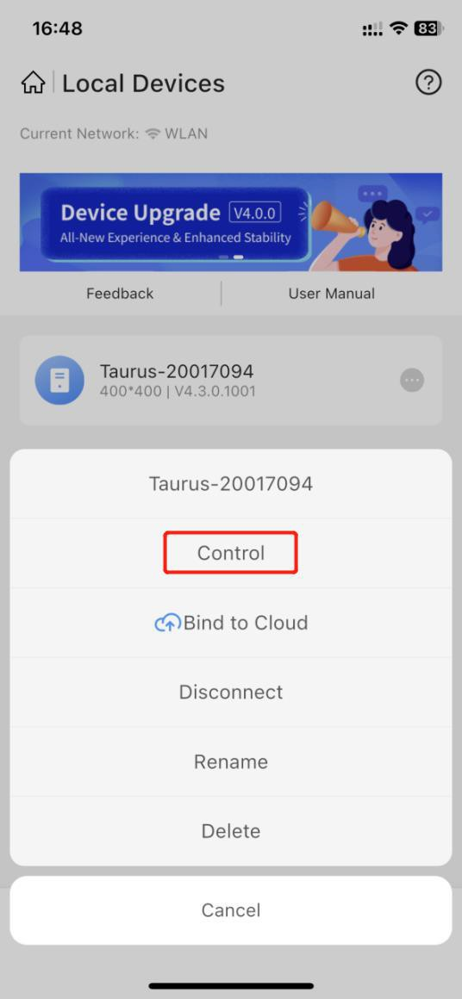 16:48
83
Local Devices
Current Network: WLAN
Device Upgrade V4.0.0
All-New Experience & Enhanced Stability
Feedback
User Manual
Taurus-20017094
400*400 | V4.3.0.1001
Taurus-20017094
Control
Bind to Cloud
Disconnect
Rename
Delete
Cancel